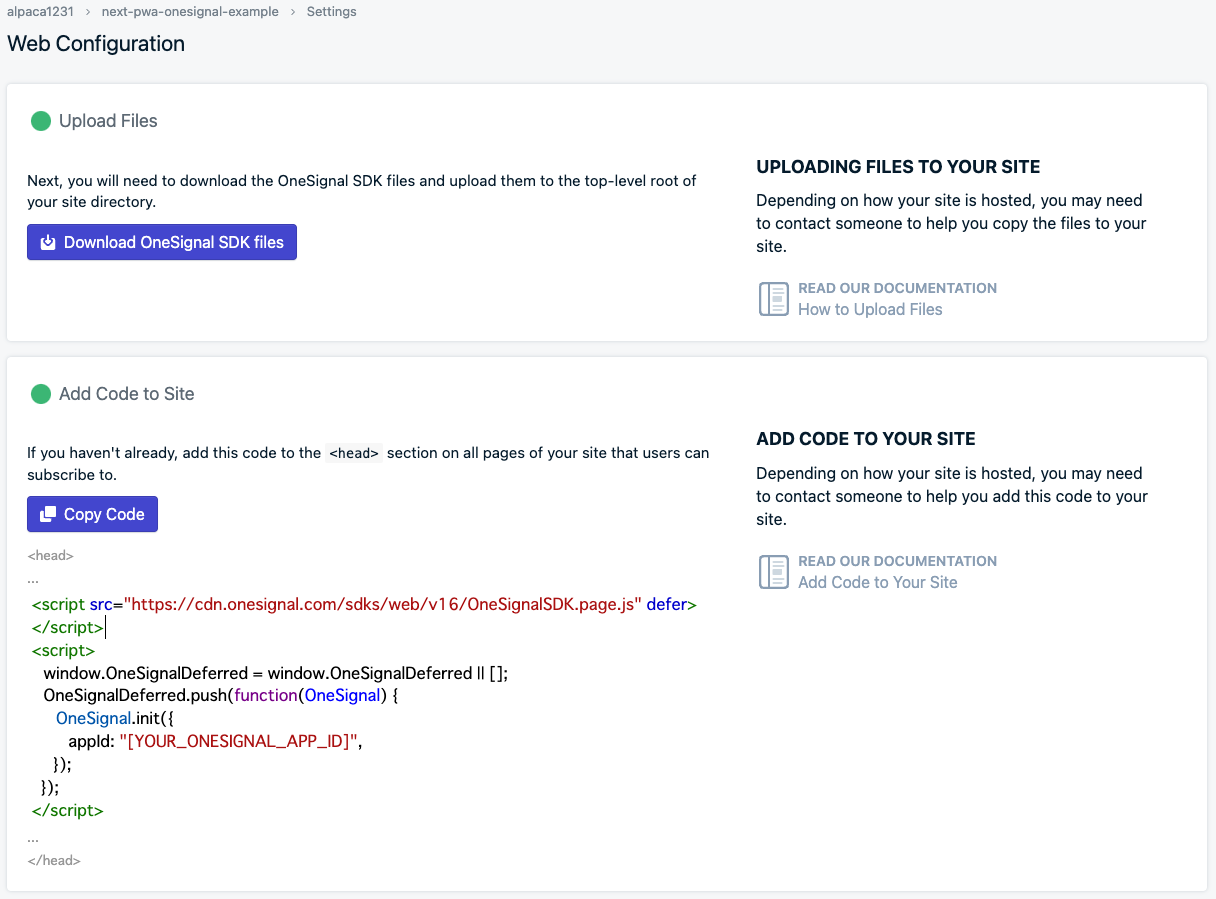 alpaca1231 › next-pwa-onesignal-example › Settings
Web Configuration
Upload Files
Next, you will need to download the OneSignal SDK files and upload them to the top-level root of
your site directory.
Download OneSignal SDK files
UPLOADING FILES TO YOUR SITE
Depending on how your site is hosted, you may need
to contact someone to help you copy the files to your
site.
READ OUR DOCUMENTATION
How to Upload Files
Add Code to Site
If you haven't already, add this code to the <head> section on all pages of your site that users can
subscribe to.
Copy Code
<head>
...
<script src="https://cdn.onesignal.com/sdks/web/v16/OneSignalSDK.page.js" defer>
</script>
<script>
window.OneSignalDeferred = window.OneSignalDeferred || [];
OneSignalDeferred.push(function(OneSignal) {
OneSignal.init({
appId: "[YOUR_ONESIGNAL_APP_ID]",
});
});
</script>
...
</head>
ADD CODE TO YOUR SITE
Depending on how your site is hosted, you may need
to contact someone to help you add this code to your
site.
READ OUR DOCUMENTATION
Add Code to Your Site